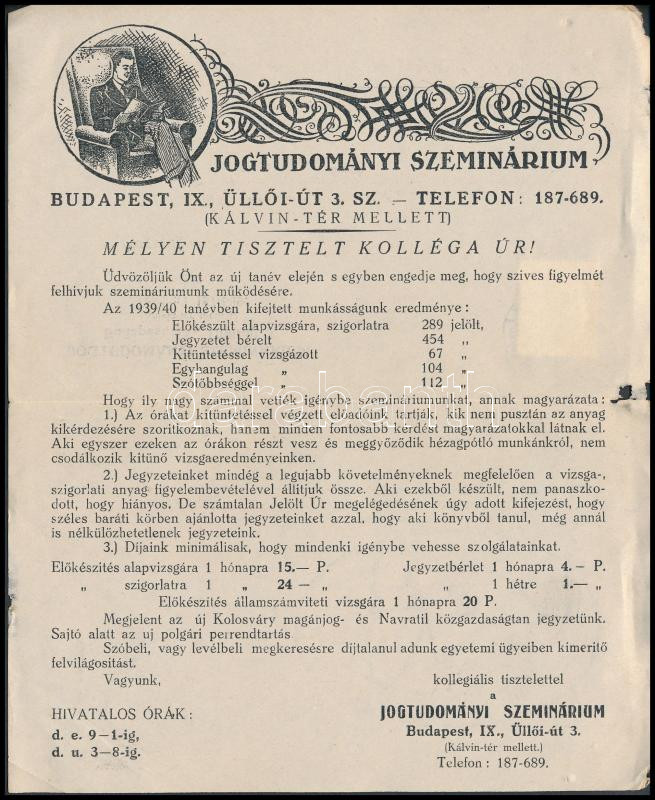 JOGTUDOMÁNYI SZEMINÁRIUM
BUDAPEST, IX., ÜLLŐI-ÚT 3. SZ. — TELEFON: 187-689.
(KÁLVIN-TÉR MELLETT)
MÉLYEN TISZTELT KOLLÉGA ÚR!
Üdvözöljük Önt az új tanév elején s egyben engedje meg, hogy szives figyelmét
felhivjuk szemináriumunk működésére.
Az 1939/40 tanévben kifejtett munkásságunk eredménye:
Előkészült alapvizsgára, szigorlatra 289 jelölt,
Jegyzetet bérelt 454 „
Kitüntetéssel vizsgázott 67 „
Egyhangulag „ 104 „
Szótöbbséggel „ 112 „
Hogy ily nagy számmal vették igénybe szemináriumunkat, annak magyarázata:
1.) Az órákat kitüntetéssel végzett előadóink tartják, kik nem pusztán az anyag
kikérdezésére szoritkoznak, hanem minden fontosabb kérdést magyarázatokkal látnak el.
Aki egyszer ezeken az órákon részt vesz és meggyőződik hézagpótló munkánkról, nem
csodálkozik kitünő vizsgaeredményeinken.
2.) Jegyzeteinket mindég a legujabb követelményeknek megfelelően a vizsga-,
szigorlati anyag figyelembevételével állitjuk össze. Aki ezekből készült, nem panaszko-
dott, hogy hiányos. De számtalan Jelölt Úr megelégedésének úgy adott kifejezést, hogy
széles baráti körben ajánlotta jegyzeteinket azzal, hogy aki könyvből tanul, még annál
is nélkülözhetetlenek jegyzeteink.
3.) Díjaink minimálisak, hogy mindenki igénybe vehesse szolgálatainkat.
Előkészités alapvizsgára 1 hónapra 15.— P. Jegyzetbérlet 1 hónapra 4.- P.
„ szigorlatra 1 „ 24 — „ „ 1 hétre 1.— „
Előkészités államszámviteti vizsgára 1 hónapra 20 P.
Megjelent az új Kolosváry magánjog- és Navratil közgazdaságtan jegyzetünk.
Sajtó alatt az uj polgári perrendtartás
Szóbeli, vagy levélbeli megkeresésre díjtalanul adunk egyetemi ügyeiben kimeritő
felvilágositást.
Vagyunk, kollegiális tisztelettel
a
JOGTUDOMÁNYI SZEMINÁRIUM
HIVATALOS ÓRÁK:
Budapest, IX., Üllői-út 3.
d. e. 9—1-ig,
(Kálvin-tér mellett.)
d. u. 3—8-ig.
Telefon: 187-689.
darabanth